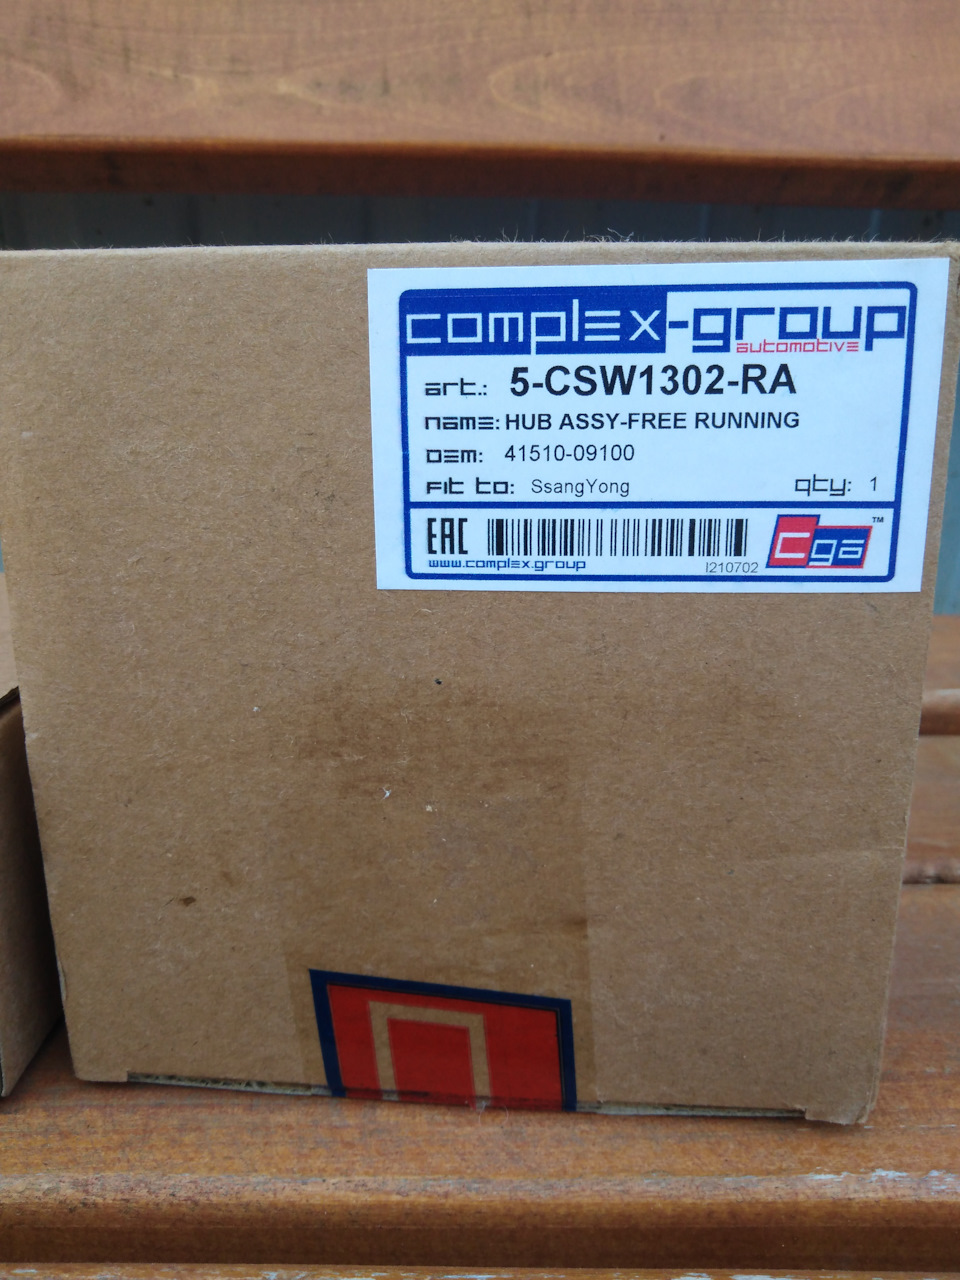 complex-group
automotive
art.: 5-CSW1302-RA
name: HUB ASSY-FREE RUNNING
OEM: 41510-09100
Fit to: SsangYong qty: 1
EAC
www.complex.group
I210702
cga ™